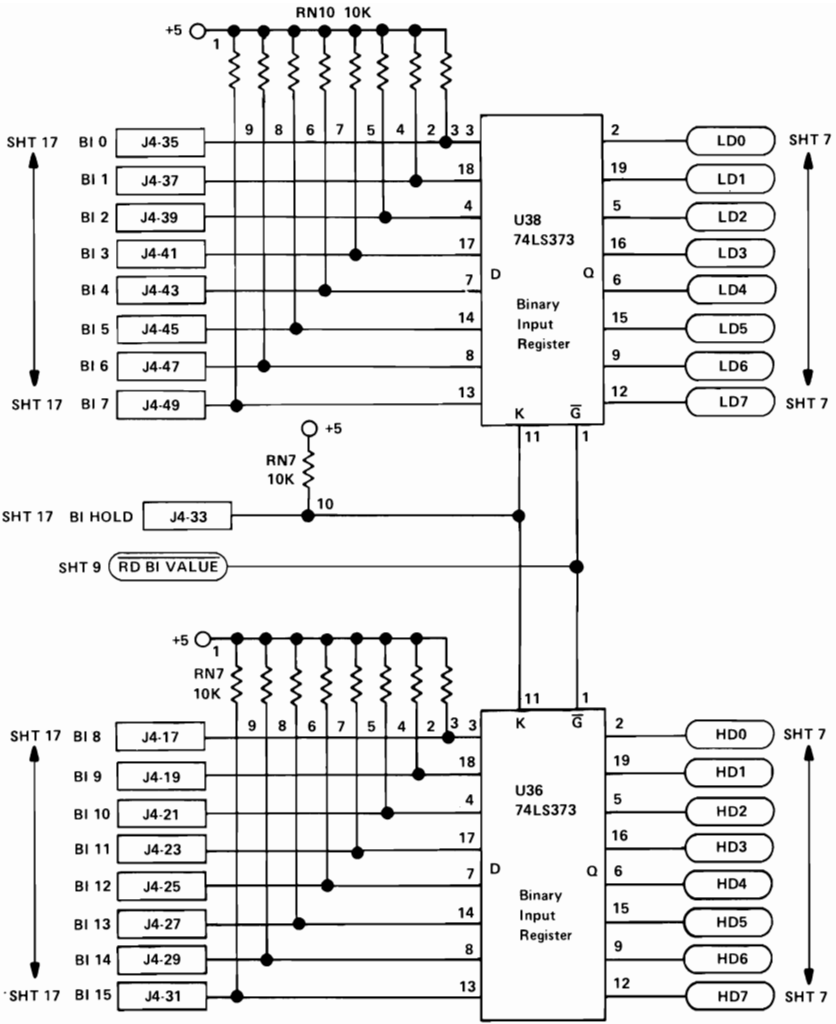 RN10 10K
+5
1
9 8 6 7 5 4 2 3 3 2
SHT 17 BI 0 J4-35 LD0 SHT 7
BI 1 J4-37 18 19 LD1
BI 2 J4-39 4 5 LD2
U38
74LS373
BI 3 J4-41 17 16 LD3
D Q
BI 4 J4-43 7 6 LD4
Binary
Input
Register
BI 5 J4-45 14 15 LD5
BI 6 J4-47 8 9 LD6
SHT 17 BI 7 J4-49 13 12 LD7 SHT 7
K G̅
11 1
+5
RN7
10K
10
SHT 17 BI HOLD J4-33
SHT 9 R̅D̅ ̅B̅I̅ ̅V̅A̅L̅U̅E̅
+5
1
RN7
10K
11 1
K G̅
9 8 6 7 5 4 2 3 3 2
SHT 17 BI 8 J4-17 HD0 SHT 7
BI 9 J4-19 18 19 HD1
U36
74LS373
BI 10 J4-21 4 5 HD2
BI 11 J4-23 17 16 HD3
D Q
BI 12 J4-25 7 6 HD4
Binary
Input
Register
BI 13 J4-27 14 15 HD5
BI 14 J4-29 8 9 HD6
SHT 17 BI 15 J4-31 13 12 HD7 SHT 7